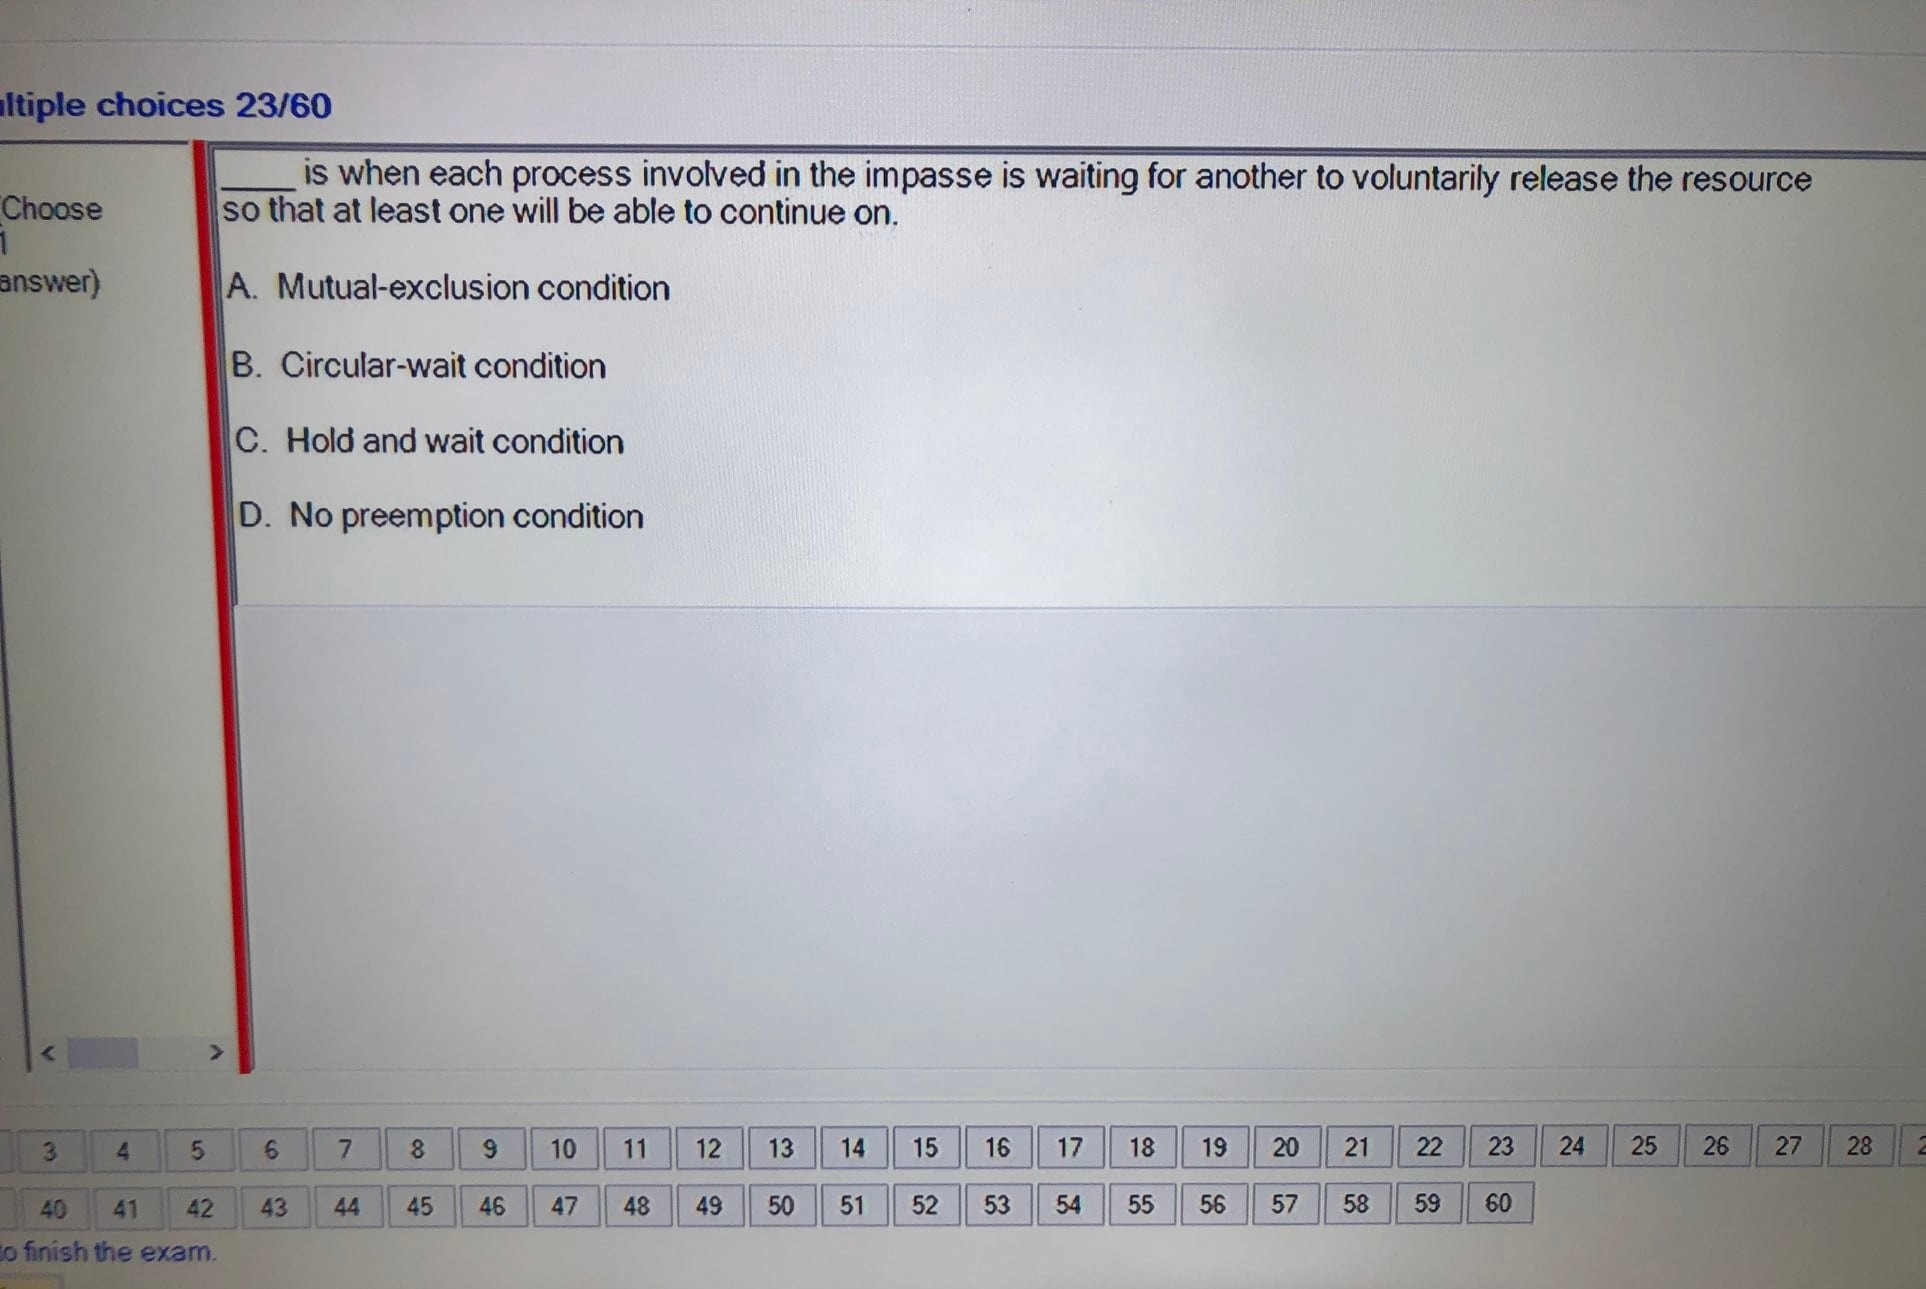 ltiple choices 23/60
(Choose
1
answer)
____ is when each process involved in the impasse is waiting for another to voluntarily release the resource
so that at least one will be able to continue on.
A. Mutual-exclusion condition
B. Circular-wait condition
C. Hold and wait condition
D. No preemption condition
< >
3 4 5 6 7 8 9 10 11 12 13 14 15 16 17 18 19 20 21 22 23 24 25 26 27 28
40 41 42 43 44 45 46 47 48 49 50 51 52 53 54 55 56 57 58 59 60
to finish the exam.